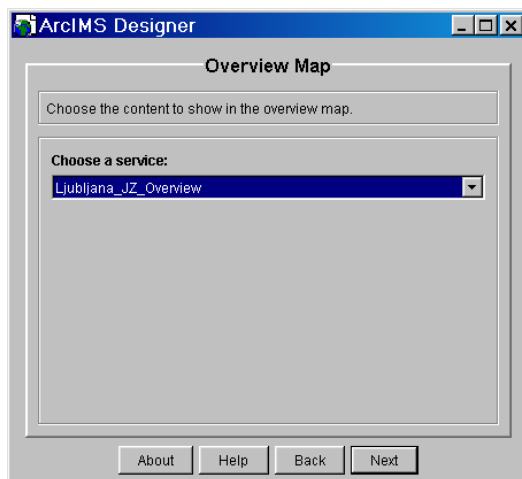 ArcIMS Designer
Overview Map
Choose the content to show in the overview map.
Choose a service:
Ljubljana_JZ_Overview
About Help Back Next